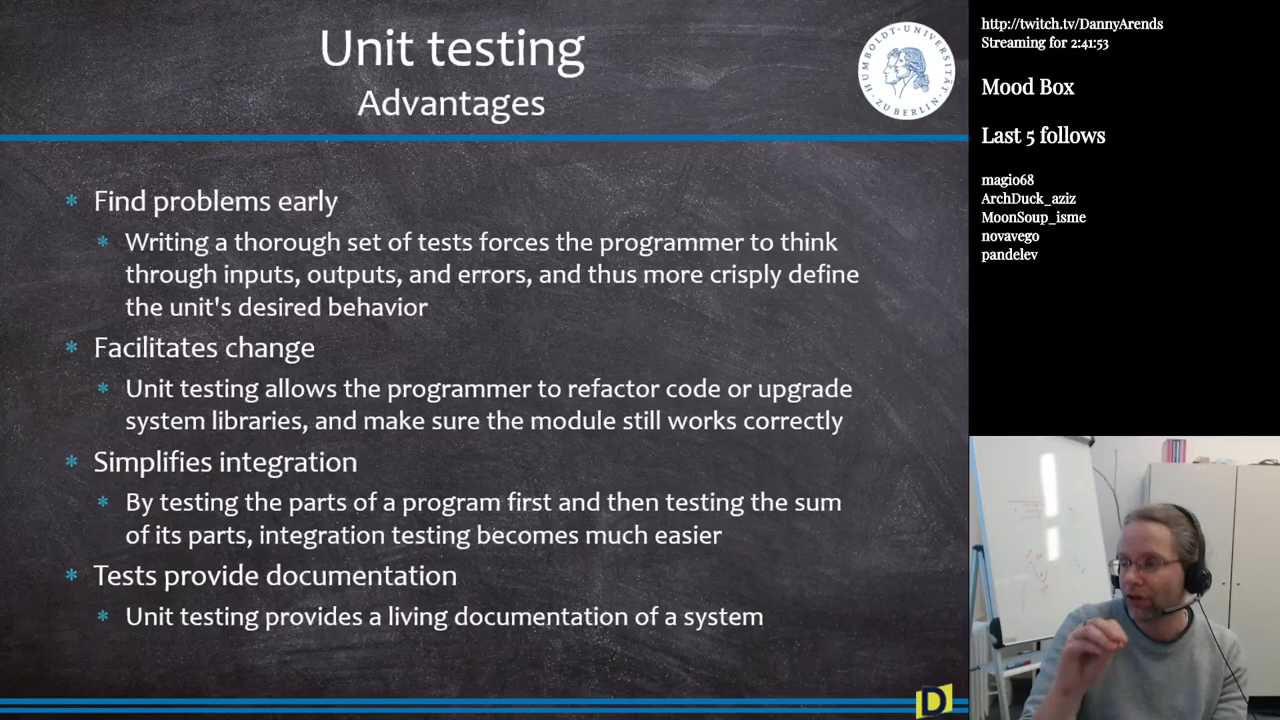 Unit testing
Advantages
HUMBOLDT-UNIVERSITÄT
ZU BERLIN
* Find problems early
* Writing a thorough set of tests forces the programmer to think
through inputs, outputs, and errors, and thus more crisply define
the unit's desired behavior
* Facilitates change
* Unit testing allows the programmer to refactor code or upgrade
system libraries, and make sure the module still works correctly
* Simplifies integration
* By testing the parts of a program first and then testing the sum
of its parts, integration testing becomes much easier
* Tests provide documentation
* Unit testing provides a living documentation of a system
D
http://twitch.tv/DannyArends
Streaming for 2:41:53
Mood Box
Last 5 follows
magio68
ArchDuck_aziz
MoonSoup_isme
novavego
pandelev